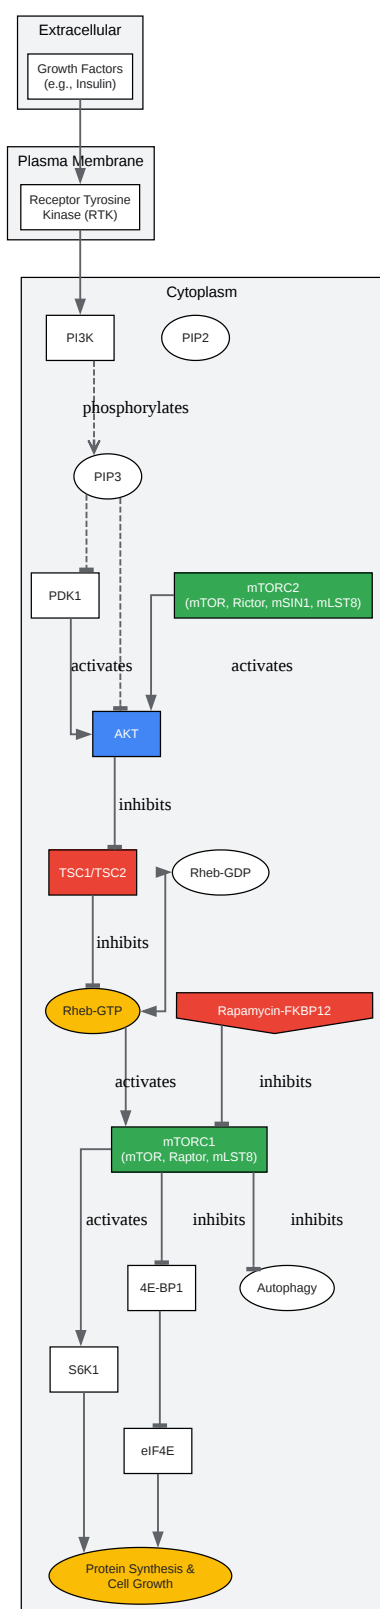 Extracellular
Growth Factors
(e.g., Insulin)
Plasma Membrane
Receptor Tyrosine
Kinase (RTK)
Cytoplasm
PI3K
PIP2
phosphorylates
PIP3
PDK1
mTORC2
(mTOR, Rictor, mSIN1, mLST8)
activates
activates
AKT
inhibits
TSC1/TSC2
Rheb-GDP
inhibits
Rheb-GTP
Rapamycin-FKBP12
activates
inhibits
mTORC1
(mTOR, Raptor, mLST8)
activates
inhibits
inhibits
4E-BP1
Autophagy
S6K1
eIF4E
Protein Synthesis &
Cell Growth